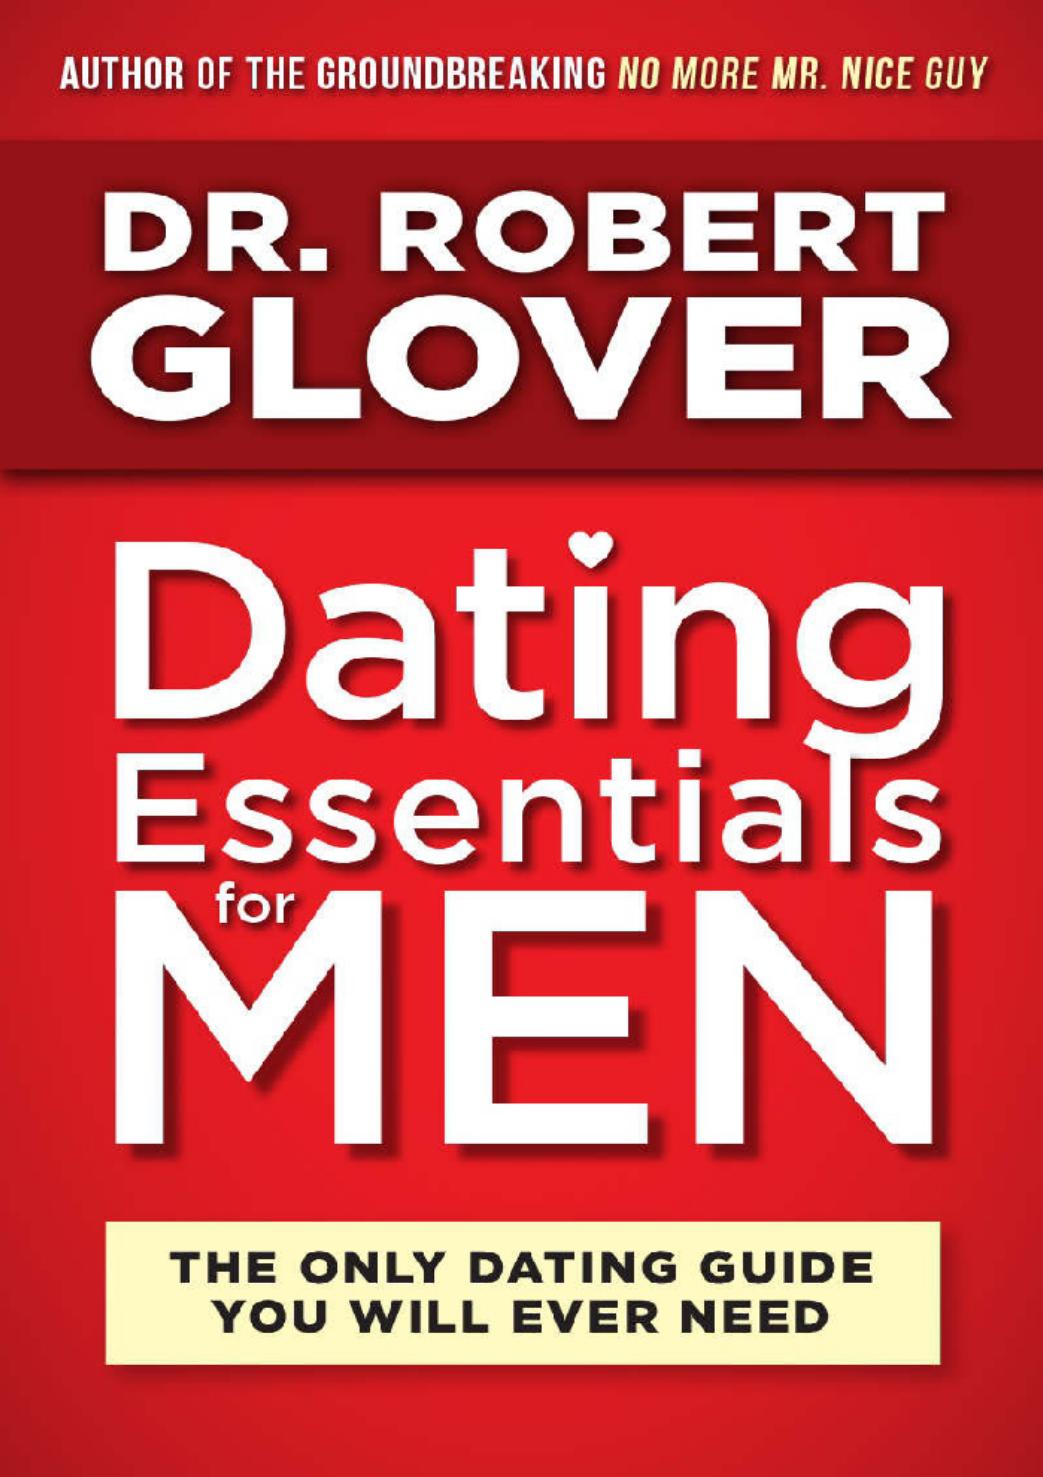 AUTHOR OF THE GROUNDBREAKING NO MORE MR. NICE GUY
DR. ROBERT
GLOVER
Dating
Essentials
for
MEN
THE ONLY DATING GUIDE
YOU WILL EVER NEED